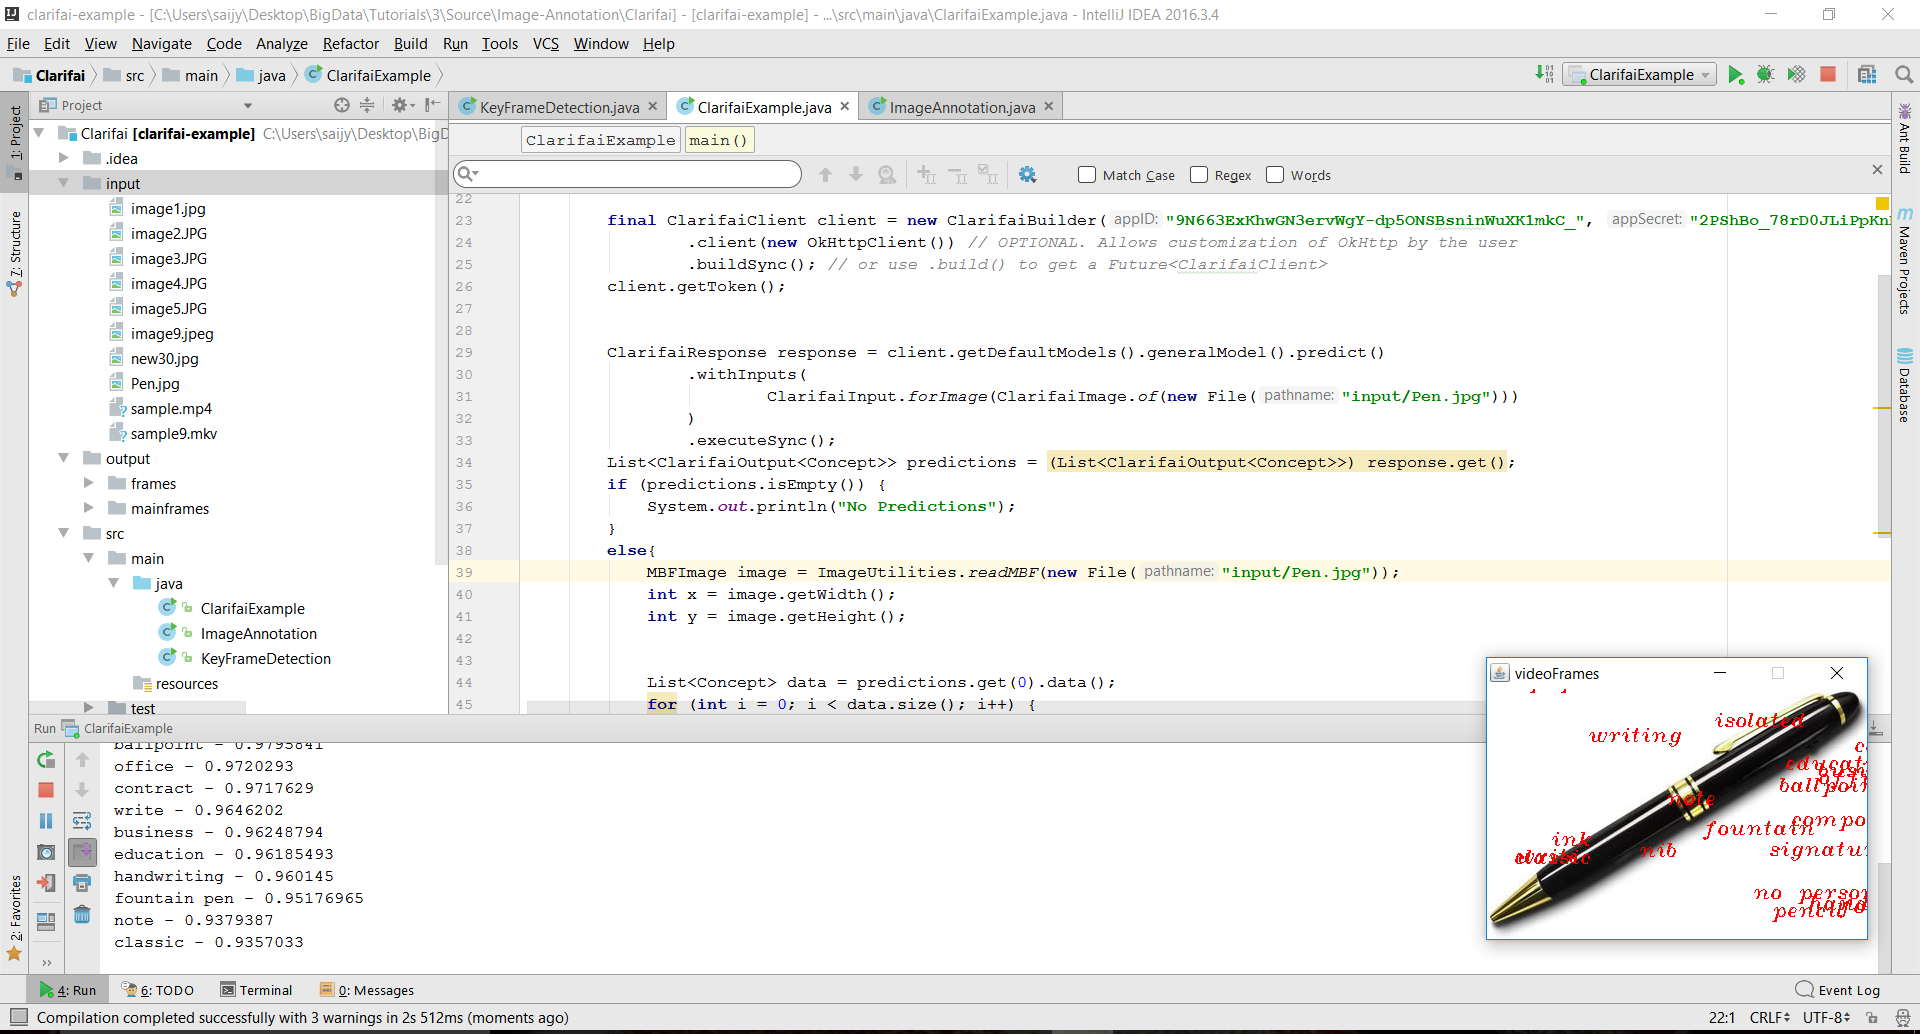 clarifai-example - [C:\Users\saijy\Desktop\BigData\Tutorials\3\Source\Image-Annotation\Clarifai] - [clarifai-example] - ...\src\main\java\ClarifaiExample.java - IntelliJ IDEA 2016.3.4
File Edit View Navigate Code Analyze Refactor Build Run Tools VCS Window Help
Clarifai src main java ClarifaiExample
ClarifaiExample
Project
KeyFrameDetection.java ClarifaiExample.java ImageAnnotation.java
1: Project
7: Structure
2: Favorites
Clarifai [clarifai-example] C:\Users\saijy\Desktop\BigD
.idea
input
image1.jpg
image2.JPG
image3.JPG
image4.JPG
image5.JPG
image9.jpeg
new30.jpg
Pen.jpg
sample.mp4
sample9.mkv
output
frames
mainframes
src
main
java
ClarifaiExample
ImageAnnotation
KeyFrameDetection
resources
test
ClarifaiExample main()
Match Case Regex Words
22
23 final ClarifaiClient client = new ClarifaiBuilder( appID: "9N663ExKhwGN3ervWgY-dp5ONSBsninWuXK1mkC_", appSecret: "2PShBo_78rD0JLiPpKn
24 .client(new OkHttpClient()) // OPTIONAL. Allows customization of OkHttp by the user
25 .buildSync(); // or use .build() to get a Future<ClarifaiClient>
26 client.getToken();
27
28
29 ClarifaiResponse response = client.getDefaultModels().generalModel().predict()
30 .withInputs(
31 ClarifaiInput.forImage(ClarifaiImage.of(new File( pathname: "input/Pen.jpg")))
32 )
33 .executeSync();
34 List<ClarifaiOutput<Concept>> predictions = (List<ClarifaiOutput<Concept>>) response.get();
35 if (predictions.isEmpty()) {
36 System.out.println("No Predictions");
37 }
38 else{
39 MBFImage image = ImageUtilities.readMBF(new File( pathname: "input/Pen.jpg"));
40 int x = image.getWidth();
41 int y = image.getHeight();
42
43
44 List<Concept> data = predictions.get(0).data();
45 for (int i = 0; i < data.size(); i++) {
Ant Build
Maven Projects
Database
Run ClarifaiExample
ballpoint - 0.9795841
office - 0.9720293
contract - 0.9717629
write - 0.9646202
business - 0.96248794
education - 0.96185493
handwriting - 0.960145
fountain pen - 0.95176965
note - 0.9379387
classic - 0.9357033
videoFrames
isolated
writing
educat
busi
ballpoin
note
compo
fountain
ink
signatur
nib
classic
no person
hand
pencil
4: Run 6: TODO Terminal 0: Messages Event Log
Compilation completed successfully with 3 warnings in 2s 512ms (moments ago) 22:1 CRLF UTF-8